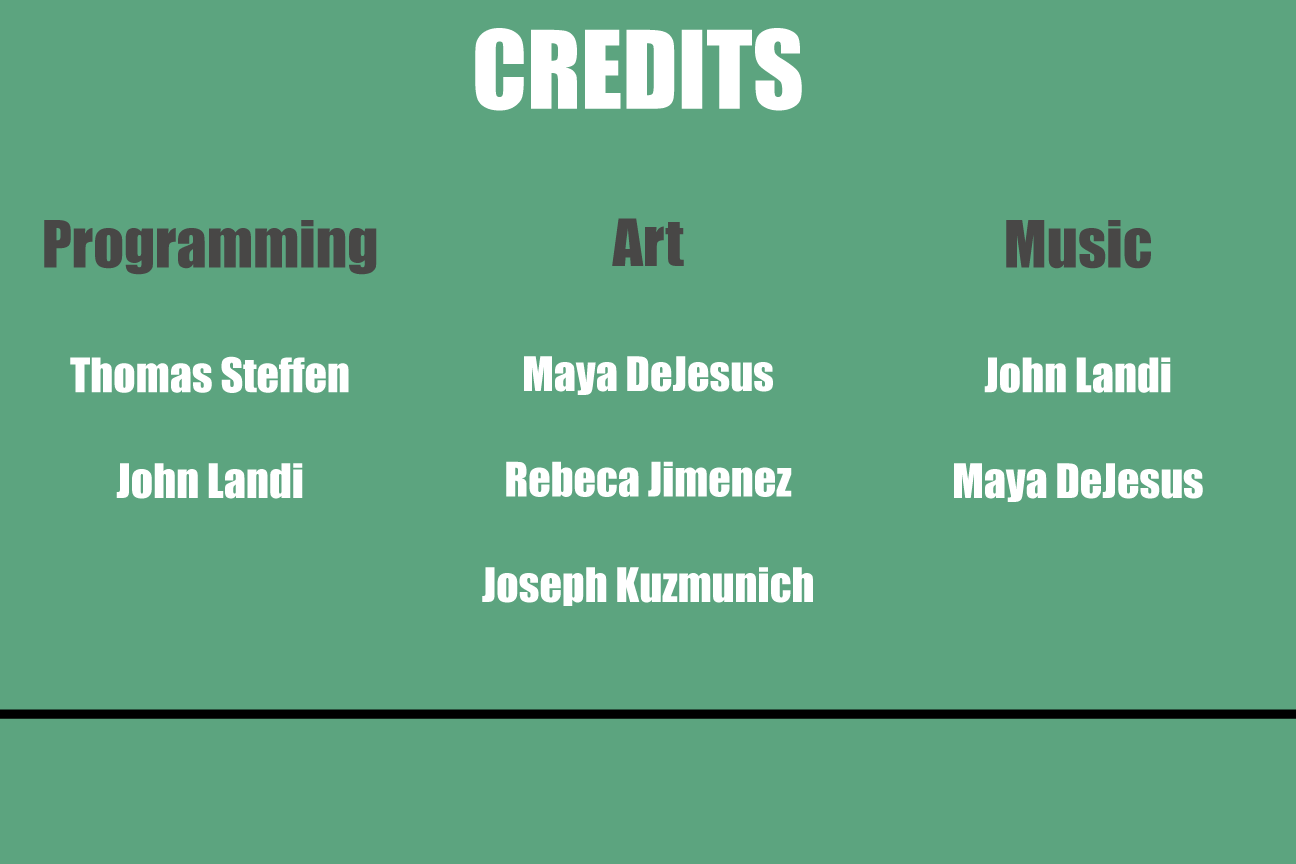 CREDITS
Programming
Thomas Steffen
John Landi
Art
Maya DeJesus
Rebeca Jimenez
Joseph Kuzmunich
Music
John Landi
Maya DeJesus